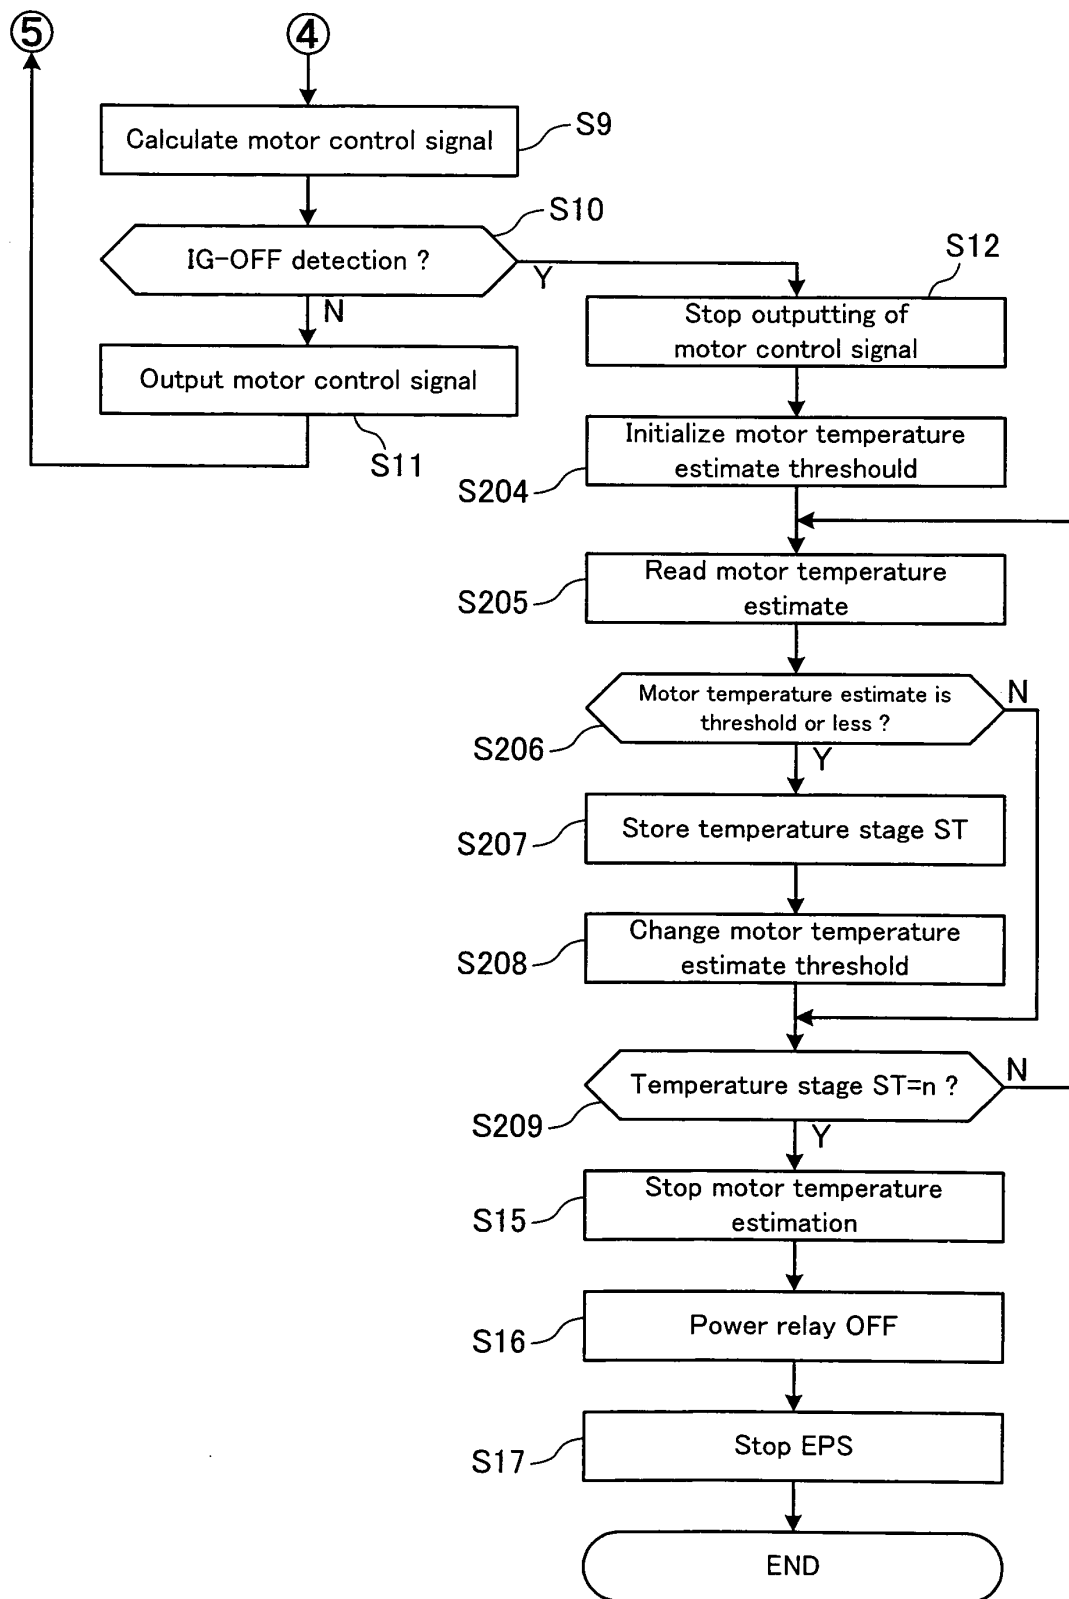 ⑤
④
Calculate motor control signal
S9
S10
IG-OFF detection ?
Y
N
S12
Stop outputting of
motor control signal
Output motor control signal
S11
Initialize motor temperature
estimate threshould
S204
Read motor temperature
estimate
S205
Motor temperature estimate is
threshold or less ?
N
S206
Y
Store temperature stage ST
S207
Change motor temperature
estimate threshold
S208
Temperature stage ST=n ?
N
S209
Y
Stop motor temperature
estimation
S15
Power relay OFF
S16
Stop EPS
S17
END